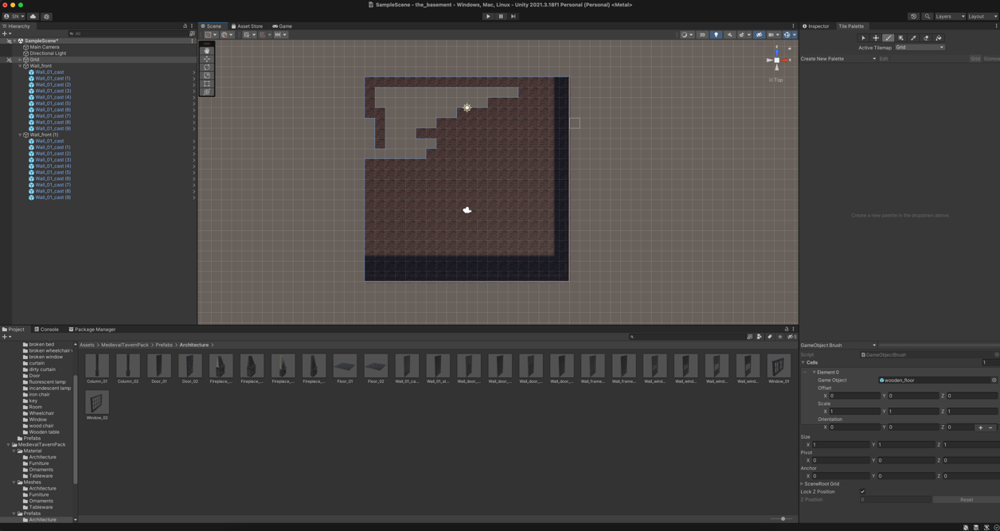 SampleScene - the_basement - Windows, Mac, Linux - Unity 2021.3.18f1 Personal (Personal) <Metal>
SN
Layers
Layout
Hierarchy
All
SampleScene*
Main Camera
Directional Light
Grid
Wall_front
Wall_01_cast
Wall_01_cast (1)
Wall_01_cast (2)
Wall_01_cast (3)
Wall_01_cast (4)
Wall_01_cast (5)
Wall_01_cast (6)
Wall_01_cast (7)
Wall_01_cast (8)
Wall_01_cast (9)
Wall_front (1)
Wall_01_cast
Wall_01_cast (1)
Wall_01_cast (2)
Wall_01_cast (3)
Wall_01_cast (4)
Wall_01_cast (5)
Wall_01_cast (6)
Wall_01_cast (7)
Wall_01_cast (8)
Wall_01_cast (9)
Scene
Asset Store
Game
2D
z
x
Top
Inspector
Tile Palette
Active Tilemap
Grid
Create New Palette
Edit
Grid
Gizmos
Create a new palette in the dropdown above.
Project
Console
Package Manager
5
broken bed
broken wheelchair
broken window
curtain
dirty curtain
Door
fluorescent lamp
incandescent lamp
iron chair
key
Room
Wheelchair
Window
wood chair
Wooden table
Prefabs
MedievalTavernPack
Material
Architecture
Furniture
Ornaments
Tableware
Meshes
Architecture
Furniture
Ornaments
Tableware
Prefabs
Architecture
Assets > MedievalTavernPack > Prefabs > Architecture >
Column_01
Column_02
Door_01
Door_02
Fireplace_...
Fireplace_...
Fireplace_...
Fireplace_...
Floor_01
Floor_02
Wall_01_ca...
Wall_01_st...
Wall_door_...
Wall_door_...
Wall_door_...
Wall_door_...
Wall_frame...
Wall_frame...
Wall_wind...
Wall_wind...
Wall_wind...
Wall_wind...
Window_01
Window_02
GameObject Brush
Script
GameObjectBrush
Cells
1
Element 0
Game Object
wooden_floor
Offset
X 0 Y 0 Z 0
Scale
X 1 Y 1 Z 1
Orientation
X 0 Y 0 Z 0
Size
X 1 Y 1 Z 1
Pivot
X 0 Y 0 Z 0
Anchor
X 0 Y 0 Z 0
SceneRoot Grid
Lock Z Position
Z Position 0
Reset